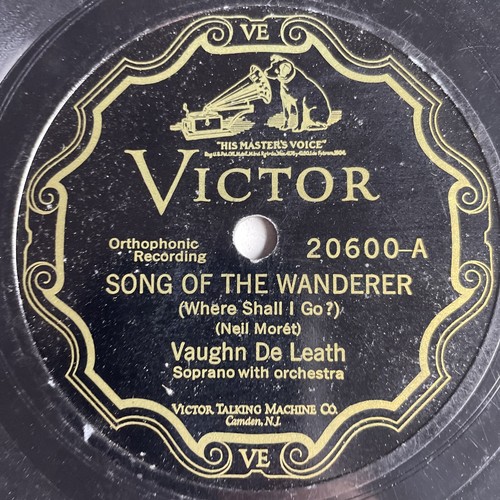 VE
"HIS MASTER'S VOICE"
VICTOR
Orthophonic
Recording
20600-A
SONG OF THE WANDERER
(Where Shall I Go?)
(Neil Morét)
Vaughn De Leath
Soprano with orchestra
VICTOR TALKING MACHINE CO.
Camden, N.J.
VE